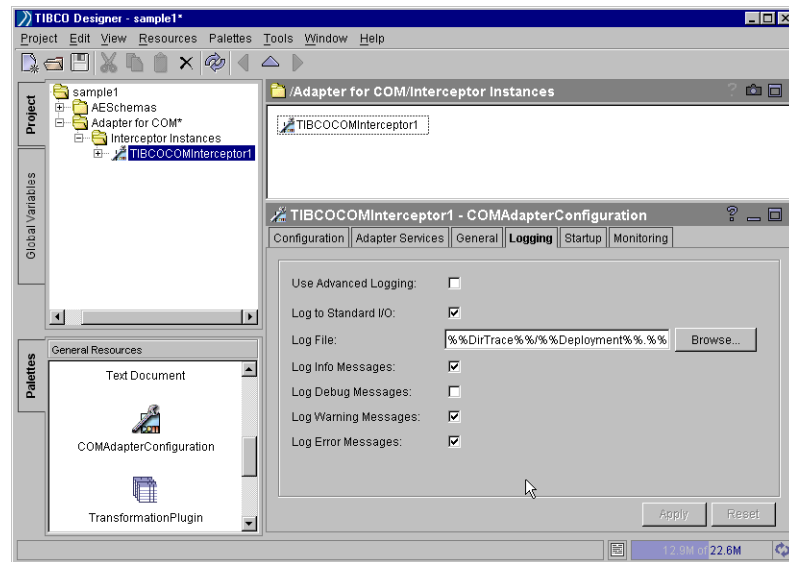 TIBCO Designer - sample1*
Project Edit View Resources Palettes Tools Window Help
Project
Global Variables
sample1
AESchemas
Adapter for COM*
Interceptor Instances
TIBCOCOMInterceptor1
/Adapter for COM/Interceptor Instances
TIBCOCOMInterceptor1
TIBCOCOMInterceptor1 - COMAdapterConfiguration
Configuration Adapter Services General Logging Startup Monitoring
Use Advanced Logging:
Log to Standard I/O:
Log File: %%DirTrace%%/%%Deployment%%.%% Browse...
Log Info Messages:
Log Debug Messages:
Log Warning Messages:
Log Error Messages:
Apply Reset
Palettes
General Resources
Text Document
COMAdapterConfiguration
TransformationPlugin
12.9M of 22.6M